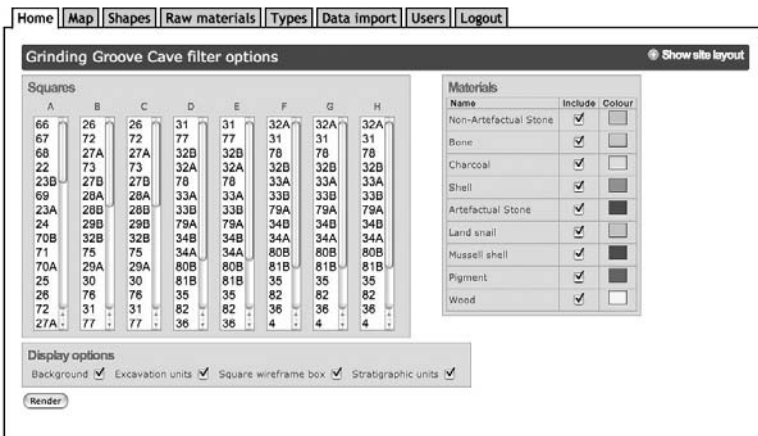 Home Map Shapes Raw materials Types Data import Users Logout
Grinding Groove Cave filter options
Show site layout
Squares
A B C D E F G H
66 26 26 31 31 32A 32A 32A
67 72 72 77 77 31 31 31
68 27A 27A 32B 32B 78 78 78
22 73 73 32A 32A 32B 32B 32B
23B 27B 27B 78 78 33A 33A 33A
69 28A 28A 33A 33A 33B 33B 33B
23A 28B 28B 33B 33B 79A 79A 79A
24 29B 29B 79A 79A 34B 34B 34B
70B 32B 32B 34B 34B 34A 34A 34A
71 75 75 34A 34A 80B 80B 80B
70A 29A 29A 80B 80B 81B 81B 81B
25 30 30 81B 81B 35 35 35
26 76 76 35 35 82 82 82
72 31 31 82 82 36 36 36
27A 77 77 36 36 4 4 4
Materials
Name Include Colour
Non-Artefactual Stone
Bone
Charcoal
Shell
Artefactual Stone
Land snail
Mussell shell
Pigment
Wood
Display options
Background Excavation units Square wireframe box Stratigraphic units
Render